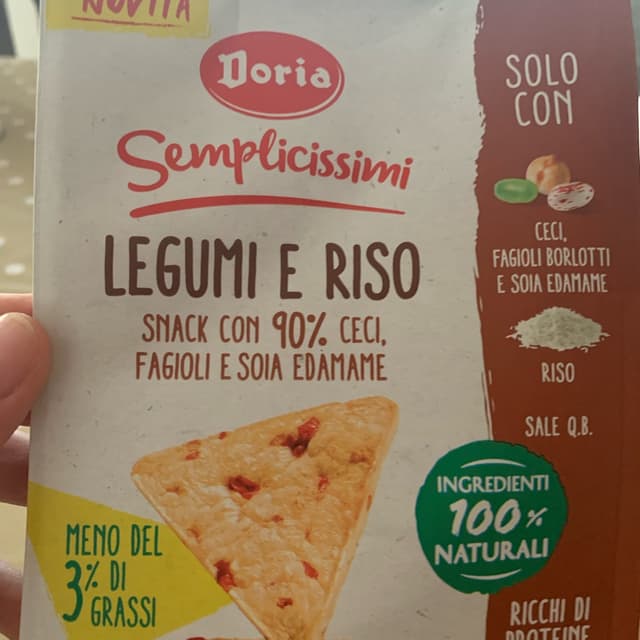 NOVITÀ
Doria
Semplicissimi
LEGUMI E RISO
SNACK CON 90% CECI,
FAGIOLI E SOIA EDAMAME
MENO DEL
3% DI
GRASSI
SOLO
CON
CECI,
FAGIOLI BORLOTTI
E SOIA EDAMAME
RISO
SALE Q.B.
INGREDIENTI
100%
NATURALI
RICCHI DI
PROTEINE